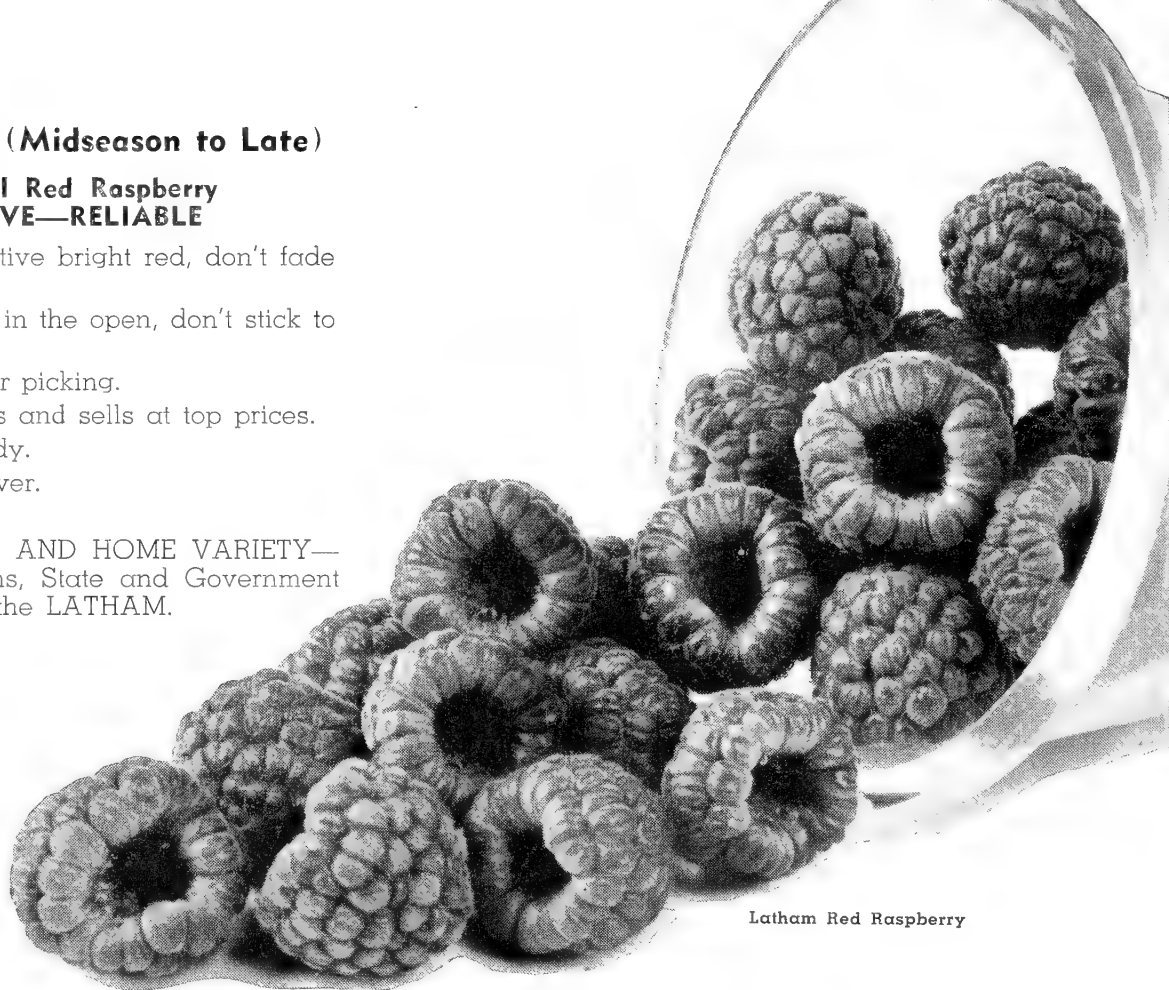 (Midseason to Late)
l Red Raspberry
VE—RELIABLE
tive bright red, don't fade
in the open, don't stick to
r picking.
s and sells at top prices.
dy.
ver.
AND HOME VARIETY—
ns, State and Government
the LATHAM.
Latham Red Raspberry